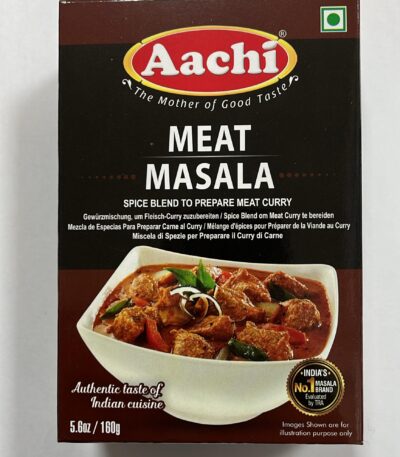 Aachi®
The Mother of Good Taste
MEAT
MASALA
SPICE BLEND TO PREPARE MEAT CURRY
Gewürzmischung, um Fleisch-Curry zuzubereiten / Spice Blend om Meat Curry te bereiden
Mezcla de Especias Para Preparar Carne al Curry / Mélange d'épices pour Préparer de la Viande au Curry
Miscela di Spezie per Preparare il Curry di Carne
Authentic taste of
Indian cuisine
5.6oz / 160g
INDIA'S
No.1 MASALA
BRAND
Evaluated
by TRA
Images Shown are for
illustration purpose only